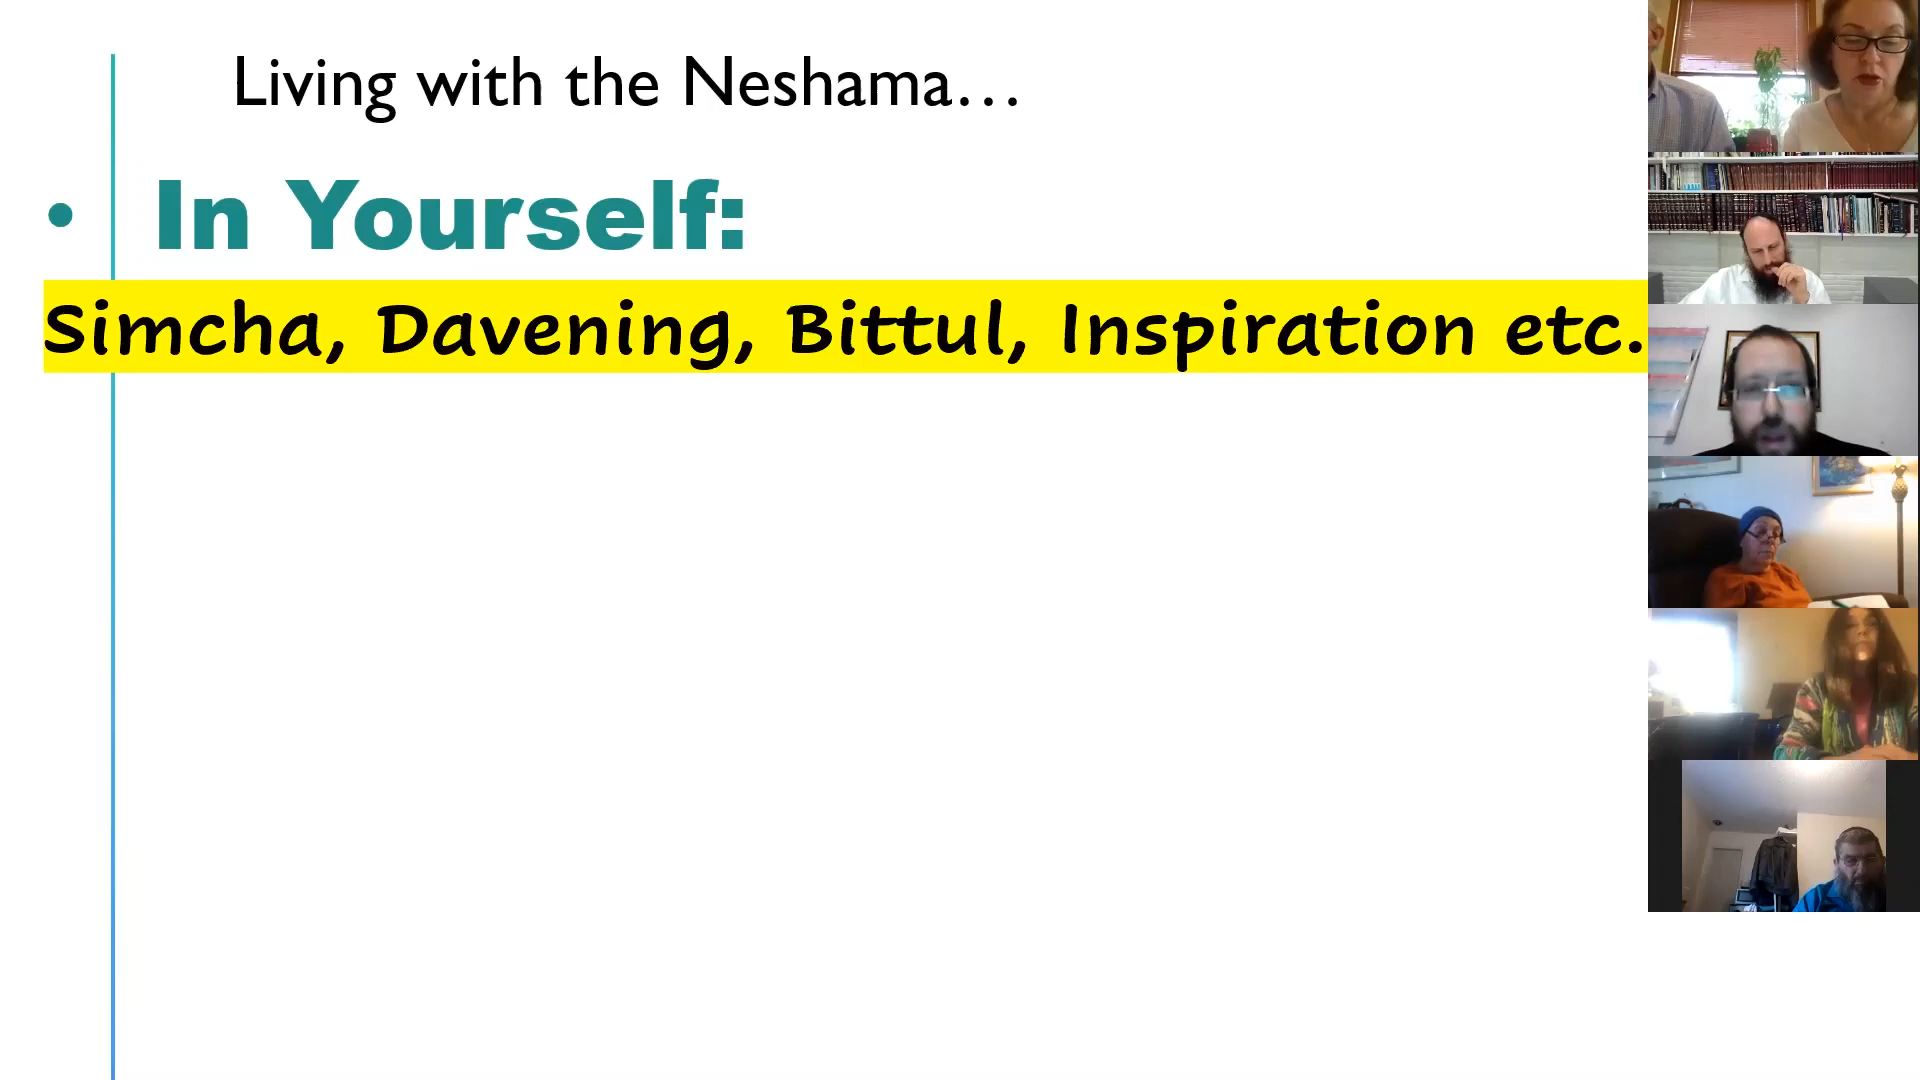 Living with the Neshama…
• In Yourself:
Simcha, Davening, Bittul, Inspiration etc.